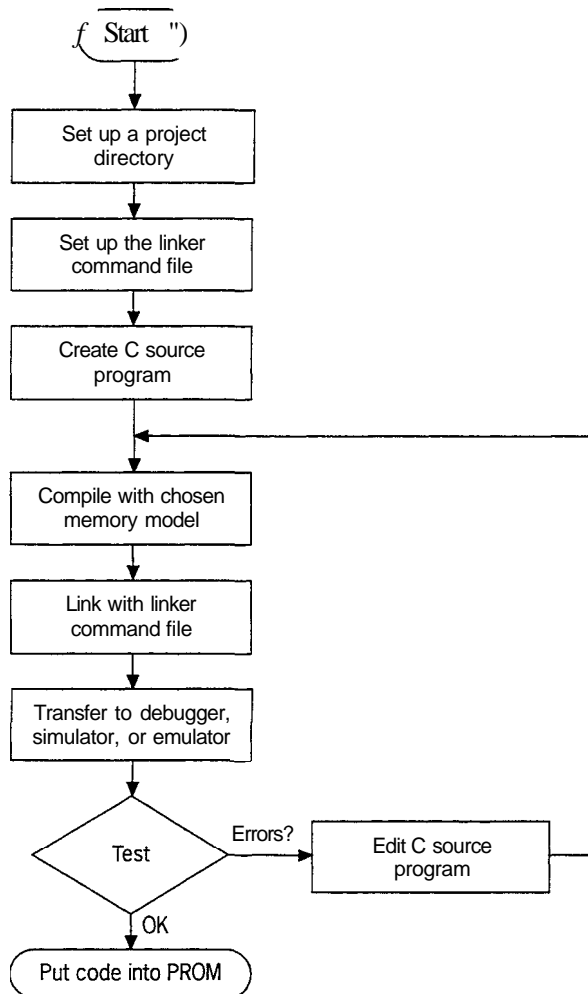 f Start ")
Set up a project
directory
Set up the linker
command file
Create C source
program
Compile with chosen
memory model
Link with linker
command file
Transfer to debugger,
simulator, or emulator
Test
Errors?
Edit C source
program
OK
Put code into PROM